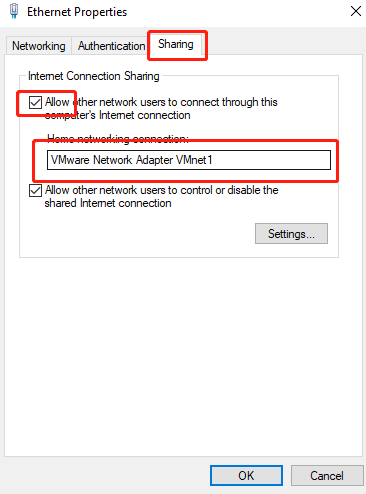 Ethernet Properties
Networking Authentication Sharing
Internet Connection Sharing
Allow other network users to connect through this
computer's Internet connection
Home networking connection:
VMware Network Adapter VMnet1
Allow other network users to control or disable the
shared Internet connection
Settings...
OK Cancel